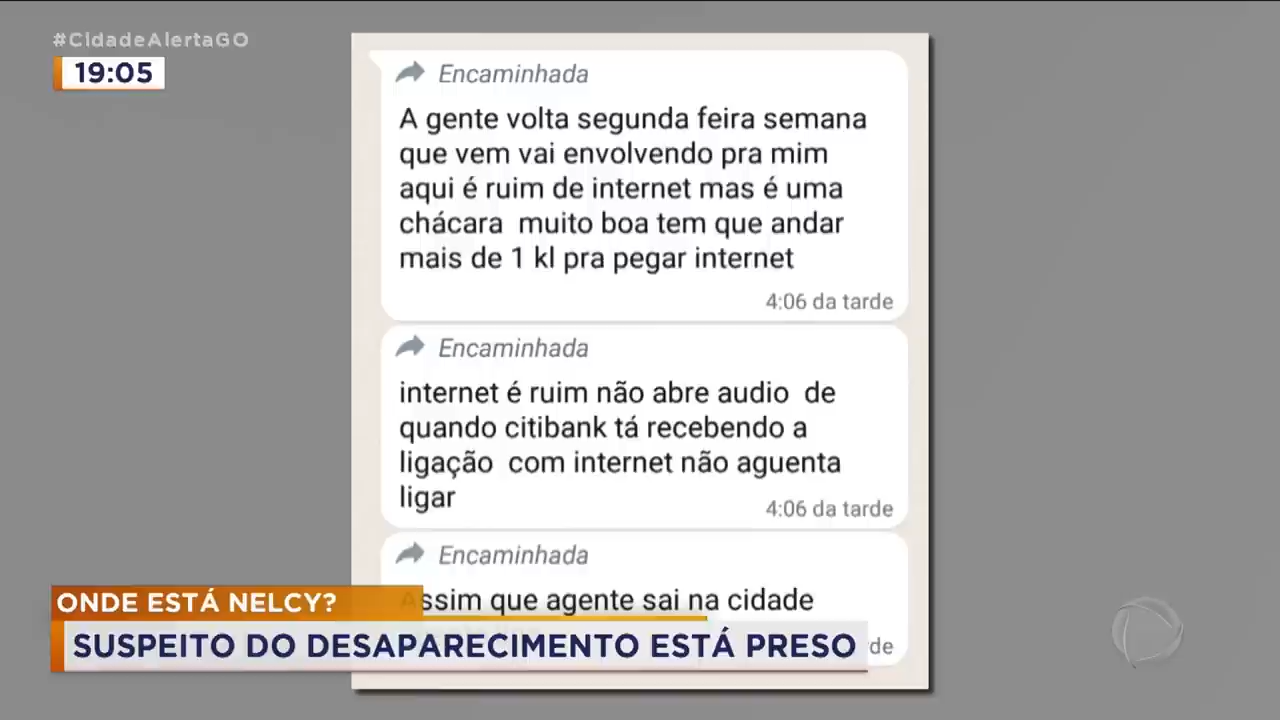 #CidadeAlertaGO
19:05
Encaminhada
A gente volta segunda feira semana
que vem vai envolvendo pra mim
aqui é ruim de internet mas é uma
chácara muito boa tem que andar
mais de 1 kl pra pegar internet
4:06 da tarde
Encaminhada
internet é ruim não abre audio de
quando citibank tá recebendo a
ligação com internet não aguenta
ligar
4:06 da tarde
Encaminhada
Assim que agente sai na cidade
ONDE ESTÁ NELCY?
SUSPEITO DO DESAPARECIMENTO ESTÁ PRESO